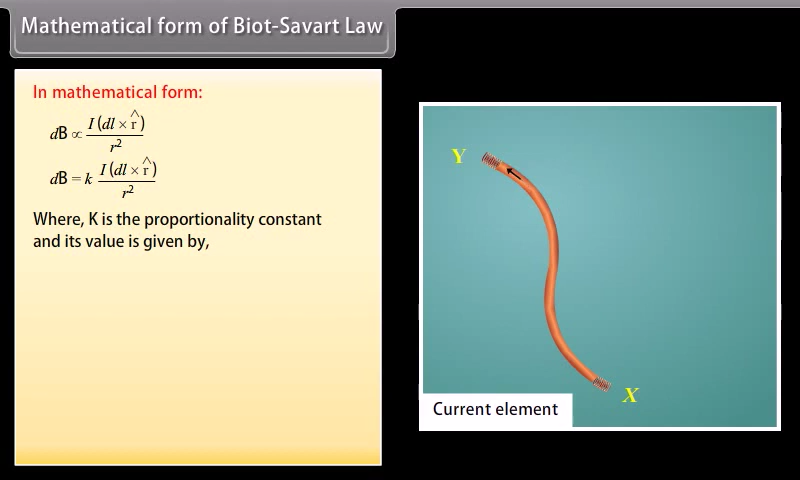 Mathematical form of Biot-Savart Law
In mathematical form:
dB ∝ I (dl × r̂) / r²
dB = k I (dl × r̂) / r²
Where, K is the proportionality constant
and its value is given by,
Y
X
Current element